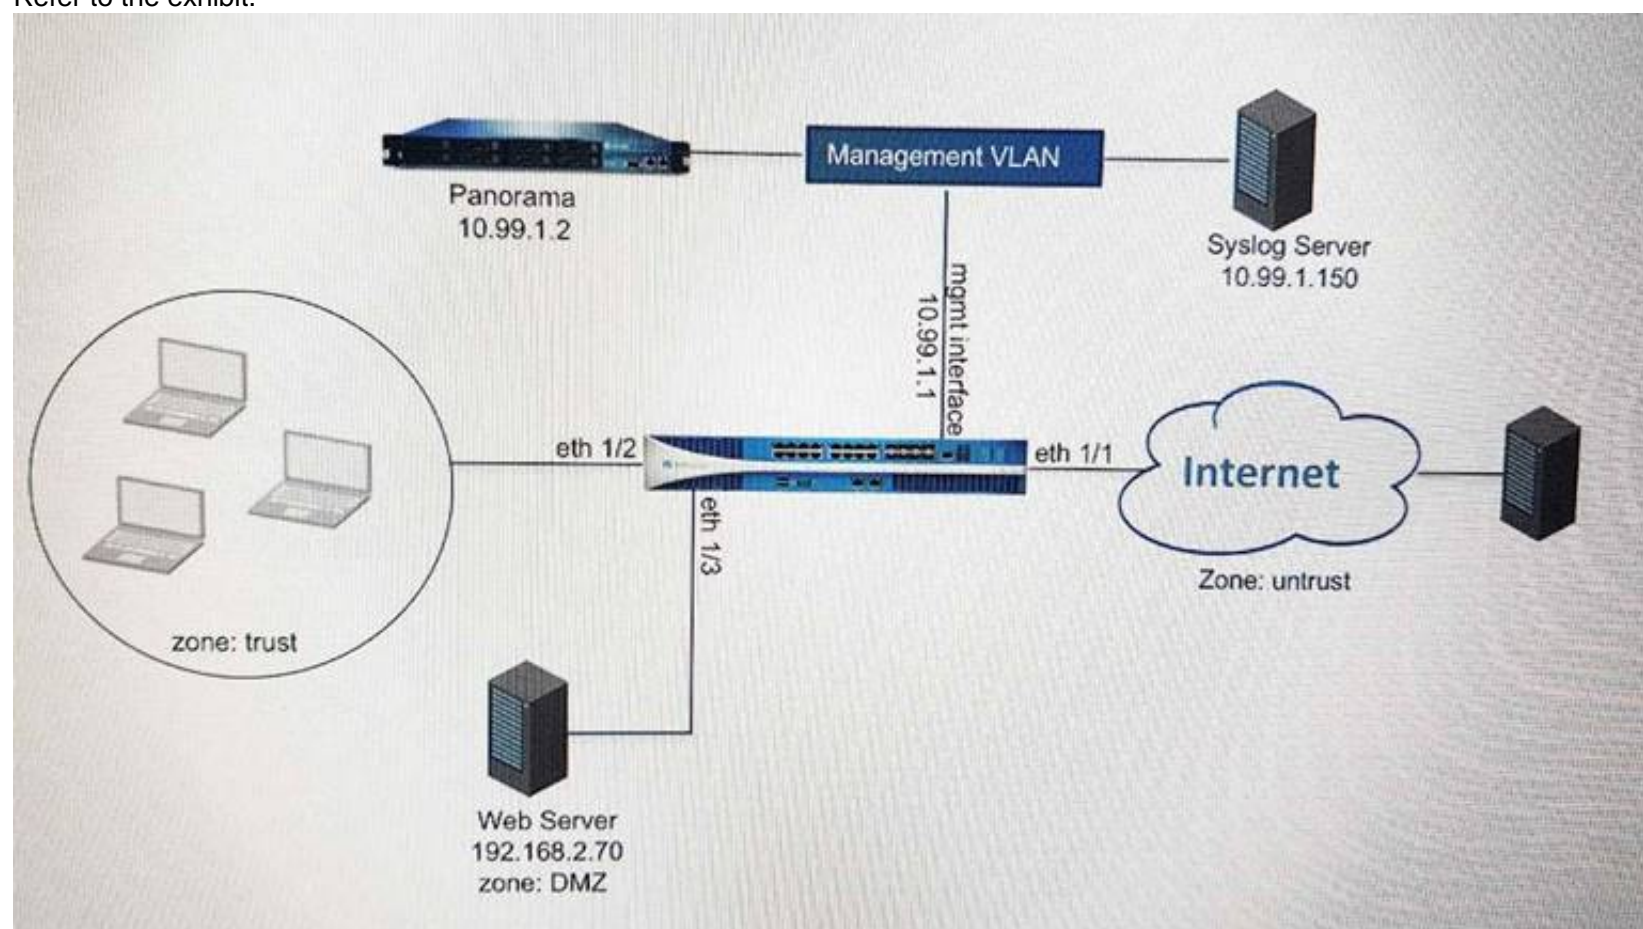 Refer to the exhibit.
Panorama
10.99.1.2
Management VLAN
Syslog Server
10.99.1.150
mgmt interface
10.99.1.1
eth 1/2
eth 1/1
eth 1/3
Internet
Zone: untrust
zone: trust
Web Server
192.168.2.70
zone: DMZ